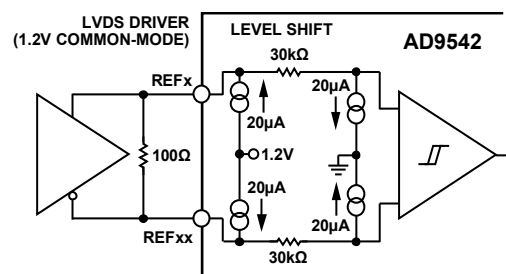 LVDS DRIVER
(1.2V COMMON-MODE)
LEVEL SHIFT
AD9542
30kΩ
REFx
20µA
20µA
100Ω
1.2V
20µA
20µA
REFxx
30kΩ